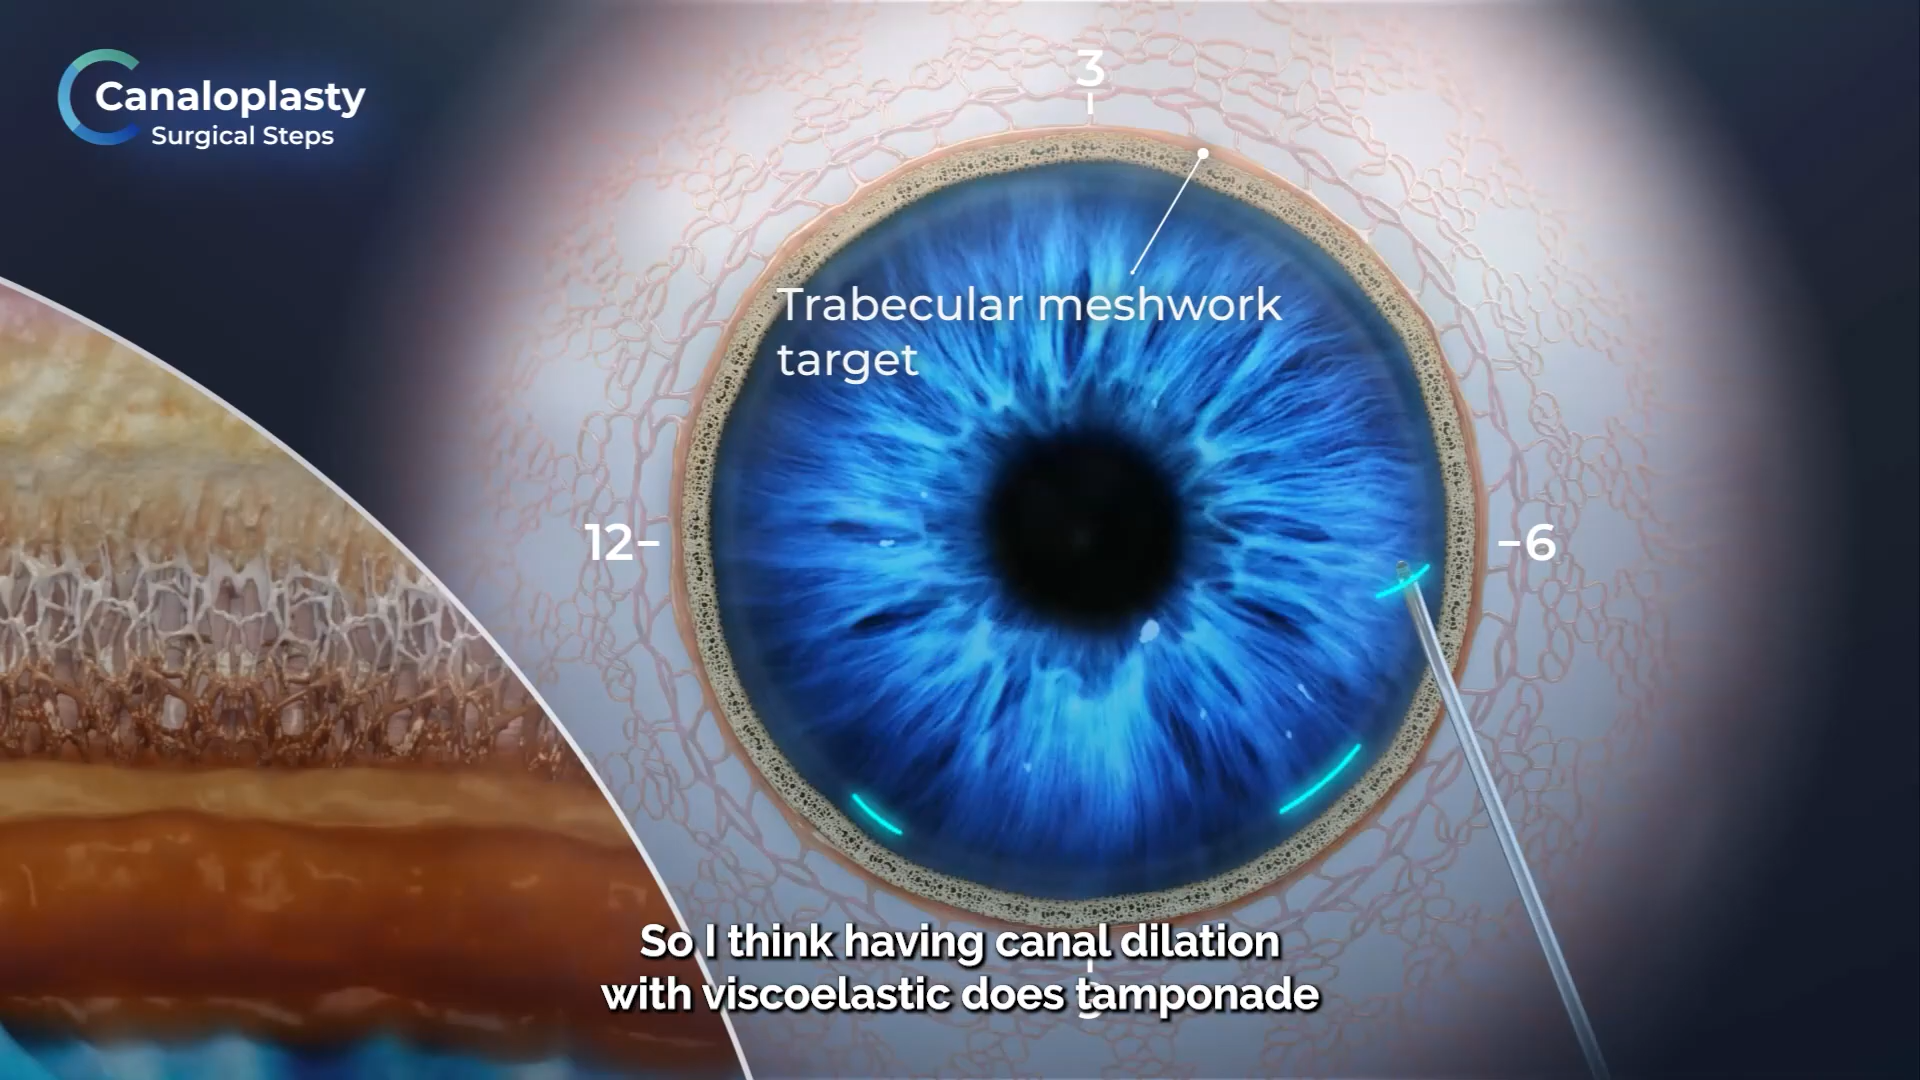 Canaloplasty
Surgical Steps
3
Trabecular meshwork
target
12
6
So I think having canal dilation
with viscoelastic does tamponade